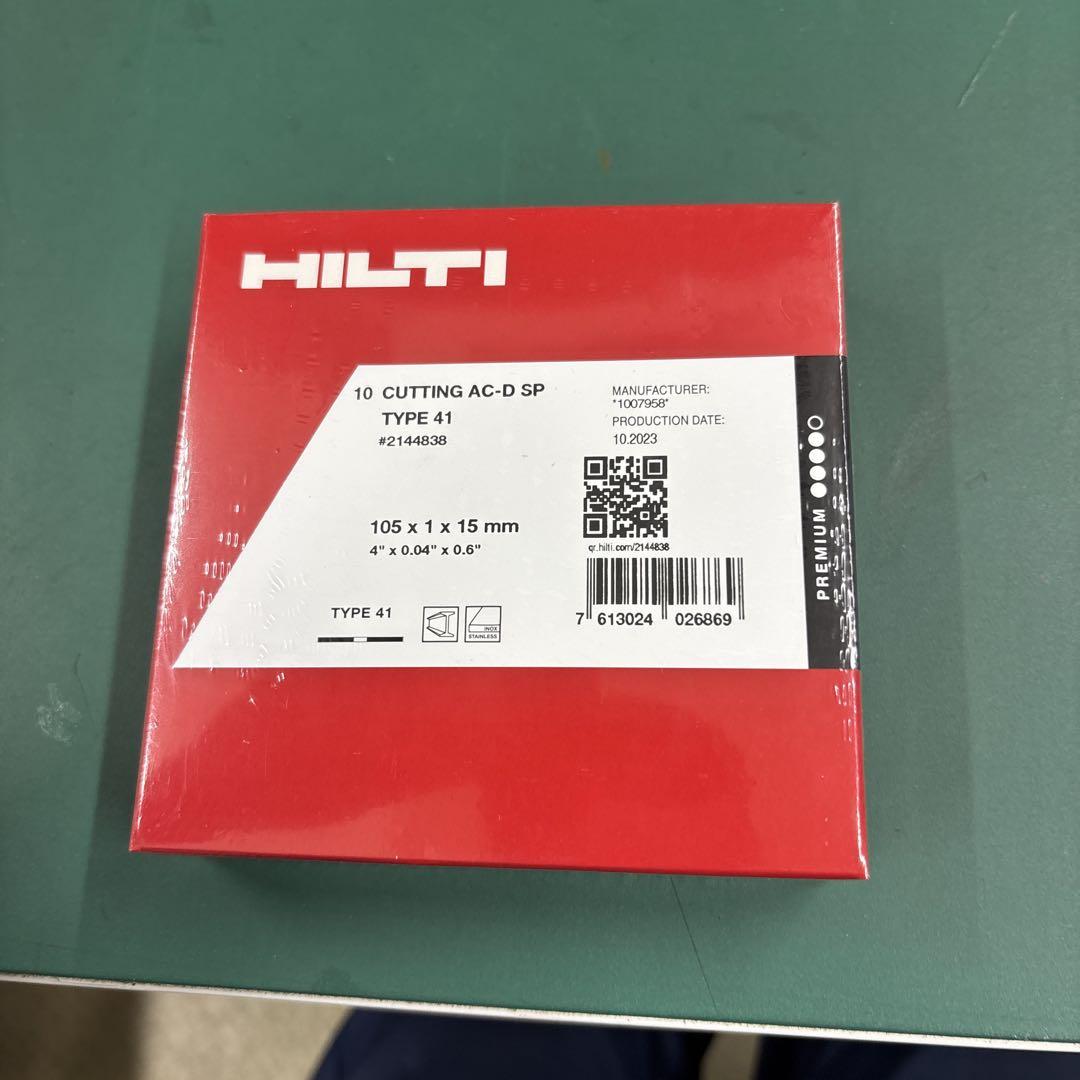 HILTI
10 CUTTING AC-D SP
TYPE 41
#2144838
105 x 1 x 15 mm
4" x 0.04" x 0.6"
TYPE 41
INOX
STAINLESS
MANUFACTURER:
*1007958*
PRODUCTION DATE:
10.2023
qr.hilti.com/2144838
7 613024 026869
PREMIUM